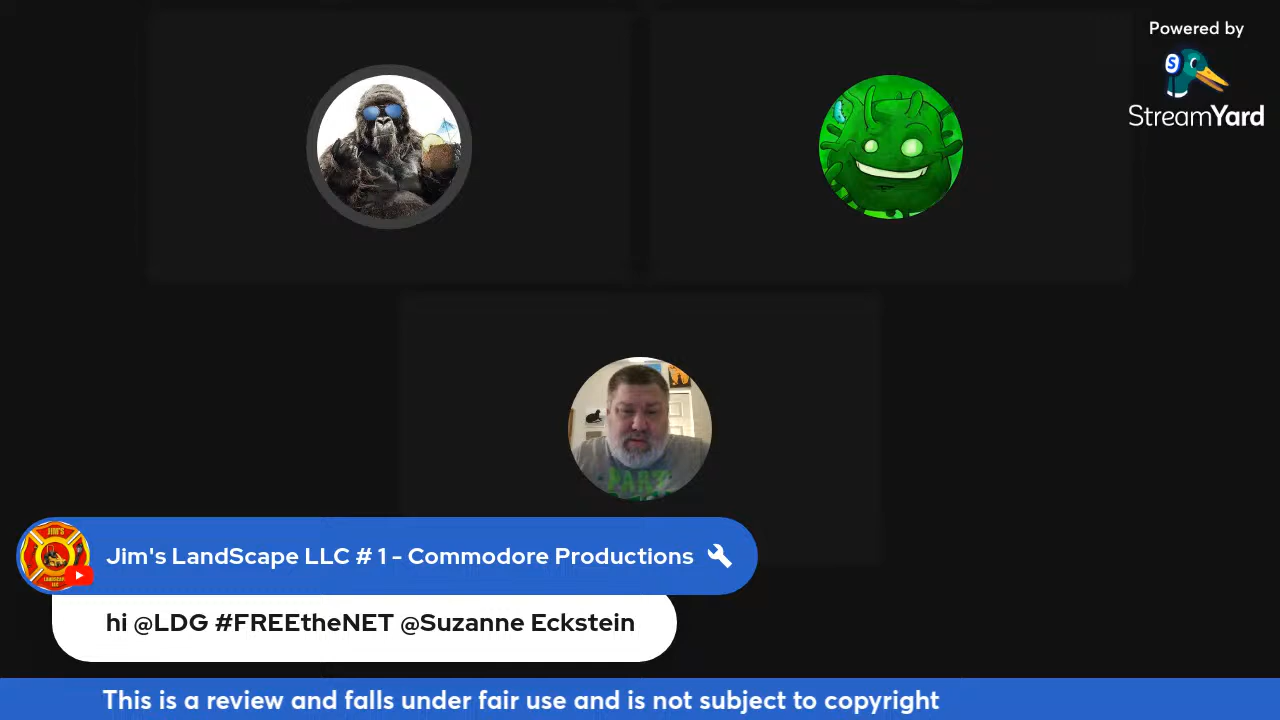 Powered by
StreamYard
Jim's LandScape LLC # 1 - Commodore Productions
hi @LDG #FREEtheNET @Suzanne Eckstein
This is a review and falls under fair use and is not subject to copyright